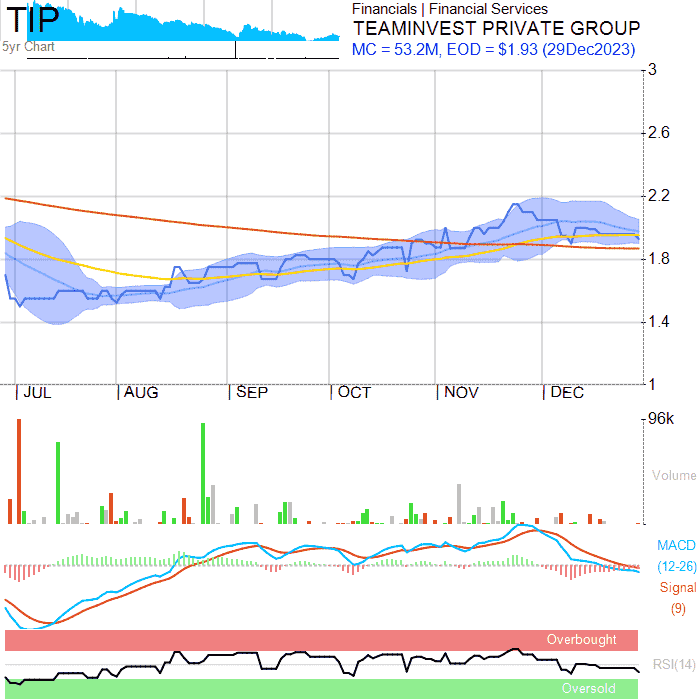 TIP
5yr Chart
Financials | Financial Services
TEAMINVEST PRIVATE GROUP
MC = 53.2M, EOD = $1.93 (29Dec2023)
3
2.6
2.2
1.8
1.4
1
JUL AUG SEP OCT NOV DEC
96k
Volume
MACD
(12-26)
Signal
(9)
Overbought
RSI(14)
Oversold